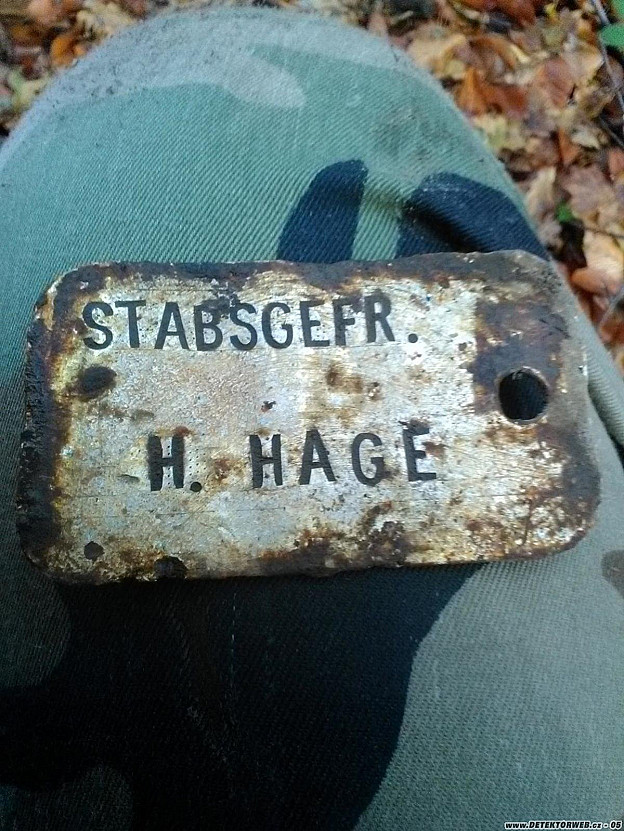 STABSGEFR.
H. HAGE
www.DETEKTORWEB.cz - 05